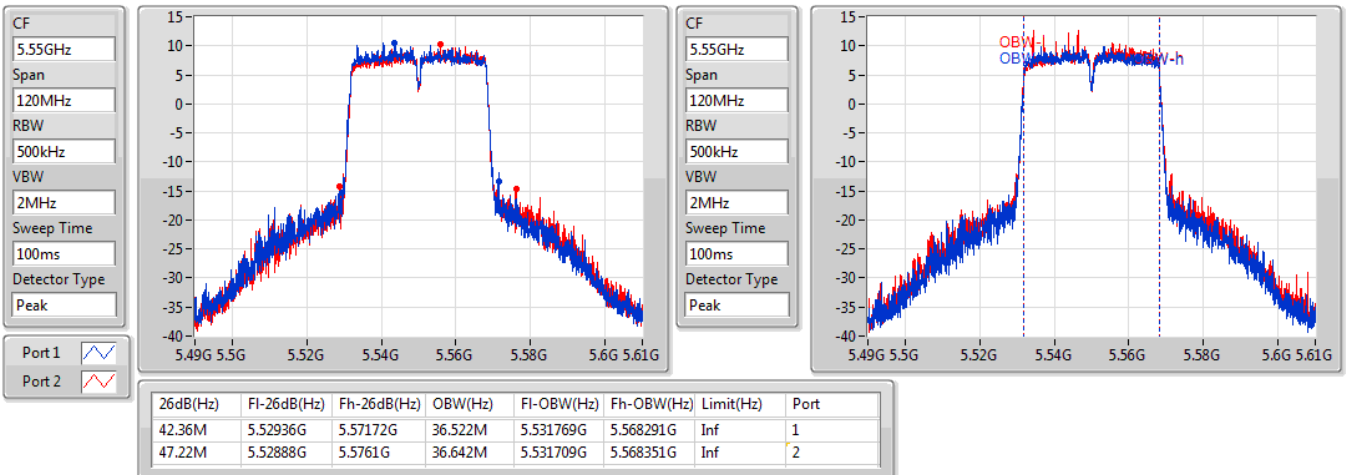 CF
5.55GHz
Span
120MHz
RBW
500kHz
VBW
2MHz
Sweep Time
100ms
Detector Type
Peak
Port 1
Port 2
15
10
5
0
-5
-10
-15
-20
-25
-30
-35
-40
5.49G 5.5G 5.52G 5.54G 5.56G 5.58G 5.6G 5.61G
CF
5.55GHz
Span
120MHz
RBW
500kHz
VBW
2MHz
Sweep Time
100ms
Detector Type
Peak
15
10
5
0
-5
-10
-15
-20
-25
-30
-35
-40
OBW-l
OBW-h
5.49G 5.5G 5.52G 5.54G 5.56G 5.58G 5.6G 5.61G
26dB(Hz) Fl-26dB(Hz) Fh-26dB(Hz) OBW(Hz) Fl-OBW(Hz) Fh-OBW(Hz) Limit(Hz) Port
42.36M 5.52936G 5.57172G 36.522M 5.531769G 5.568291G Inf 1
47.22M 5.52888G 5.5761G 36.642M 5.531709G 5.568351G Inf 2